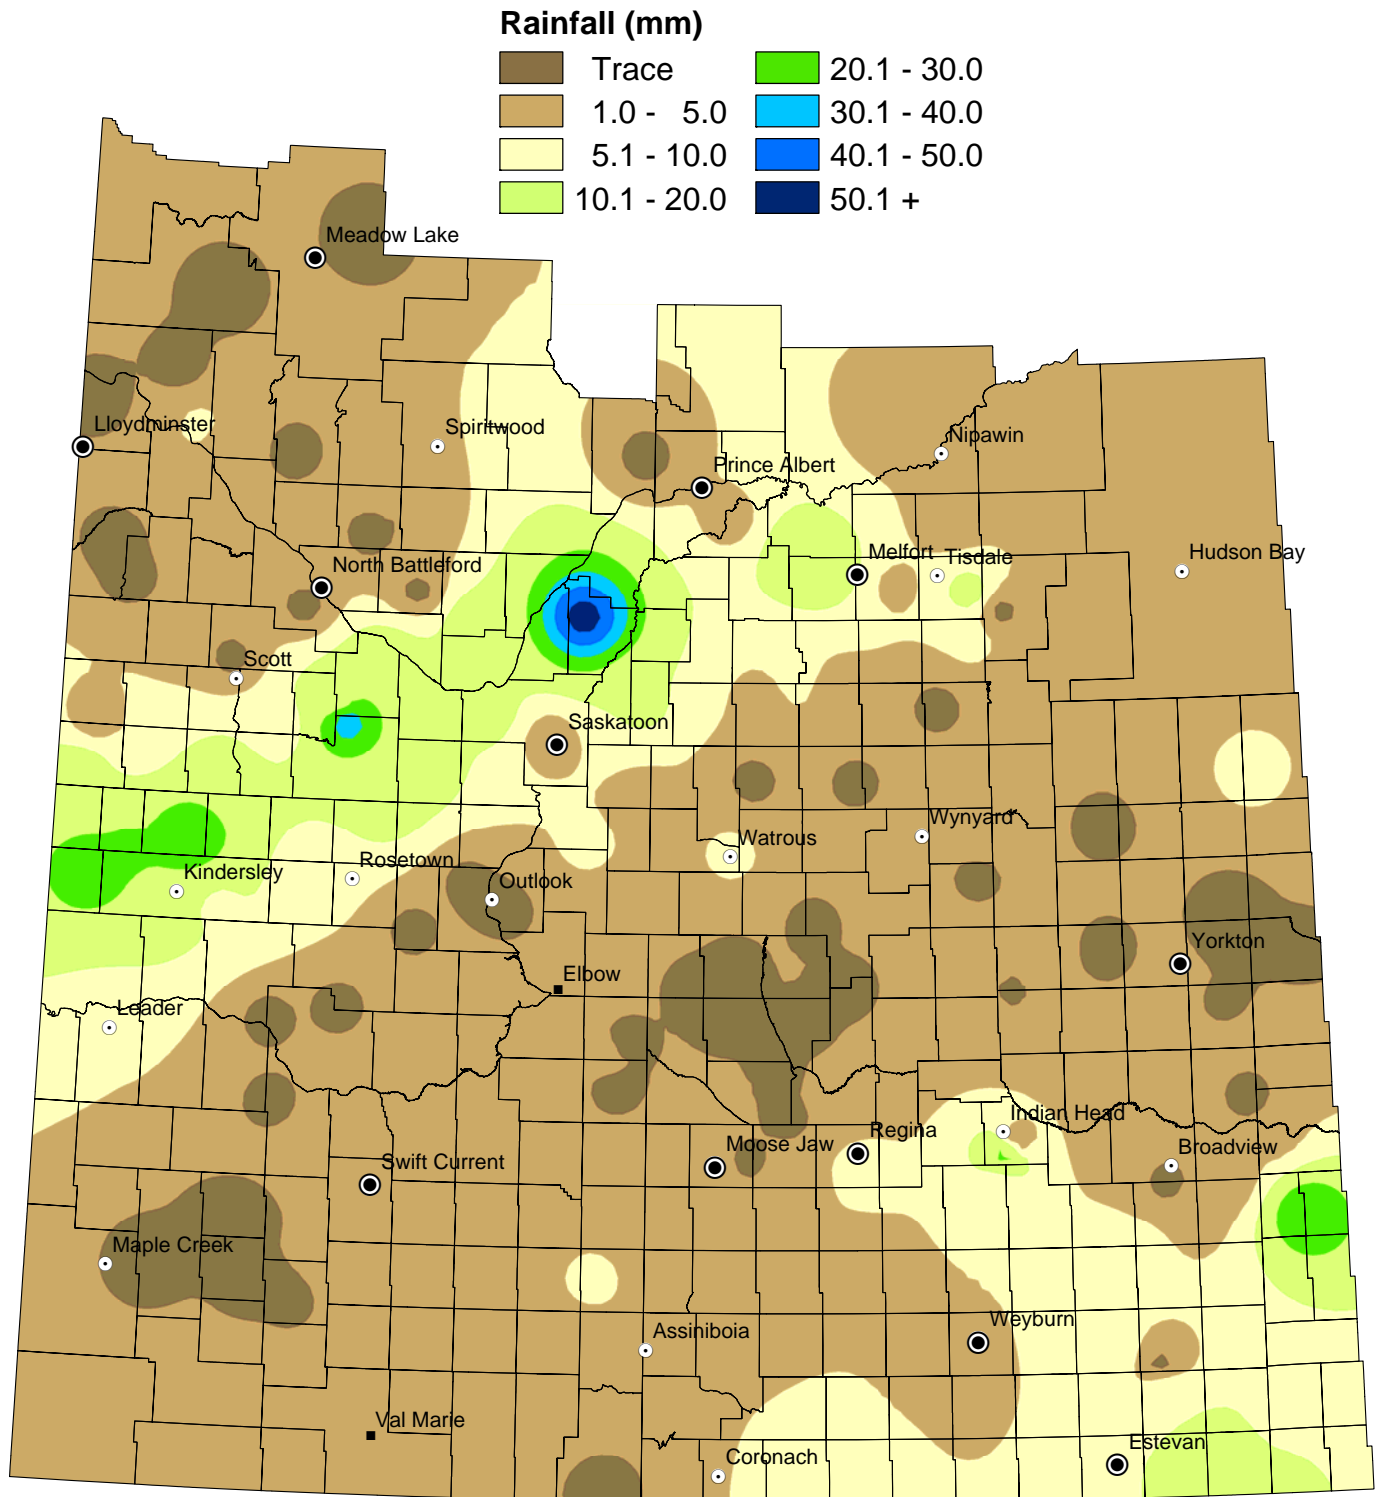 Rainfall (mm)
Trace
20.1 - 30.0
1.0 - 5.0
30.1 - 40.0
5.1 - 10.0
40.1 - 50.0
10.1 - 20.0
50.1 +
Meadow Lake
Lloydminster
Spiritwood
Nipawin
Prince Albert
Melfort
Tisdale
Hudson Bay
North Battleford
Scott
Saskatoon
Watrous
Wynyard
Rosetown
Kindersley
Outlook
Yorkton
Elbow
Leader
Indian Head
Regina
Moose Jaw
Broadview
Swift Current
Maple Creek
Weyburn
Assiniboia
Val Marie
Estevan
Coronach